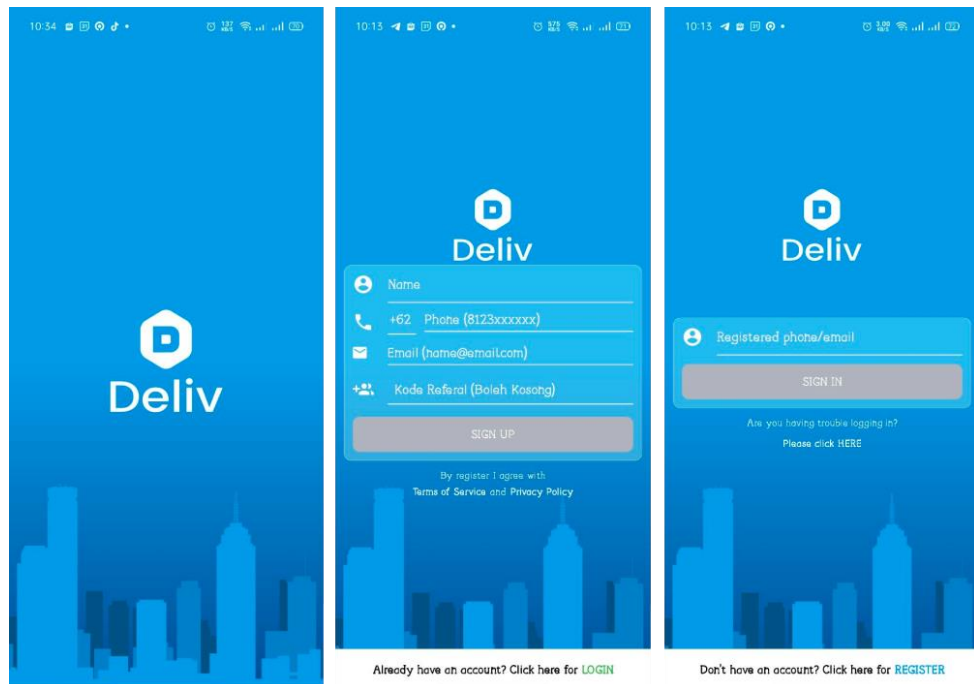 10:34
Deliv
10:13
Deliv
Name
+62 Phone (8123xxxxxx)
Email (name@email.com)
Kode Referal (Boleh Kosong)
SIGN UP
By register I agree with
Terms of Service and Privacy Policy
Already have an account? Click here for LOGIN
10:13
Deliv
Registered phone/email
SIGN IN
Are you having trouble logging in?
Please click HERE
Don't have an account? Click here for REGISTER